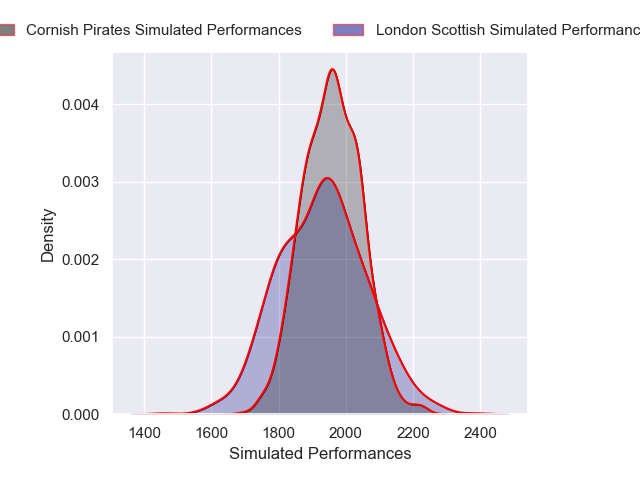 Cornish Pirates Simulated Performances London Scottish Simulated Performanc
0.004
0.003
0.002
0.001
0.000
Density
1400 1600 1800 2000 2200 2400
Simulated Performances